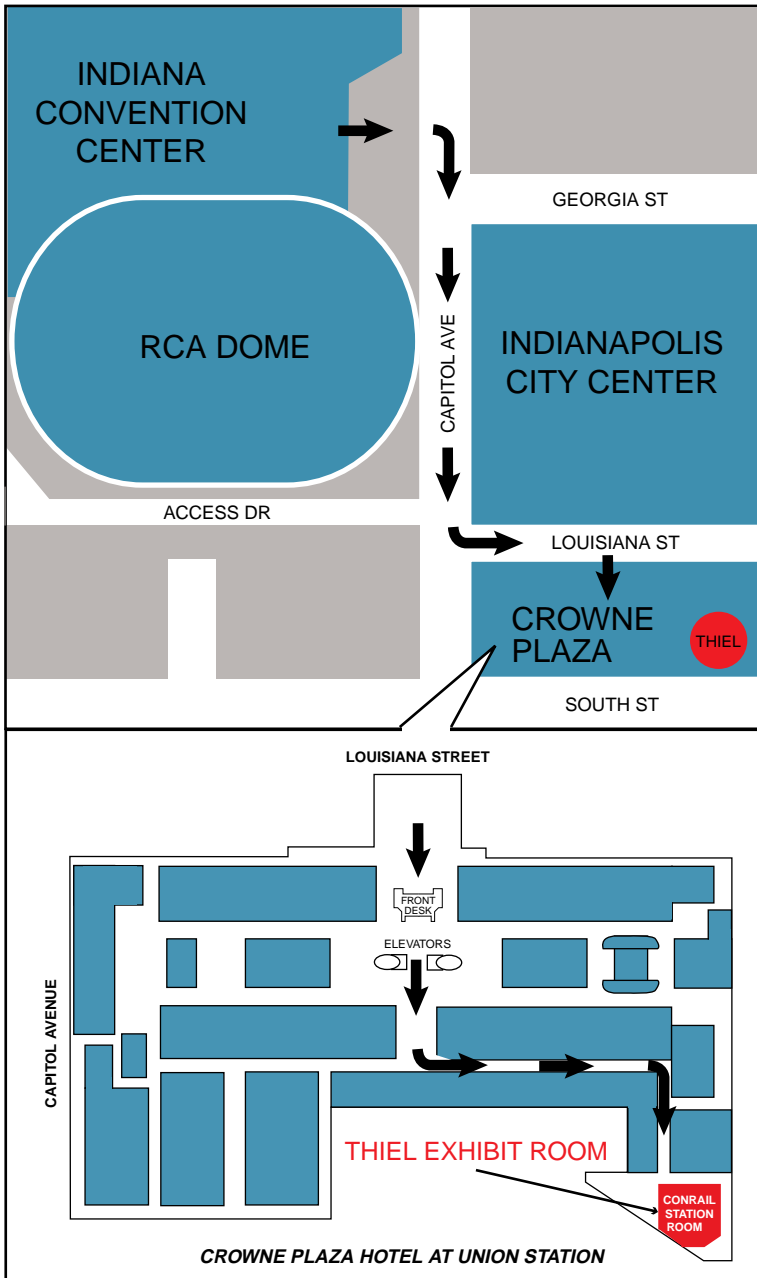 INDIANA
CONVENTION
CENTER
GEORGIA ST
RCA DOME
CAPITOL AVE
INDIANAPOLIS
CITY CENTER
ACCESS DR
LOUISIANA ST
CROWNE
PLAZA
THIEL
SOUTH ST
LOUISIANA STREET
FRONT
DESK
ELEVATORS
CAPITOL AVENUE
THIEL EXHIBIT ROOM
CONRAIL
STATION
ROOM
CROWNE PLAZA HOTEL AT UNION STATION